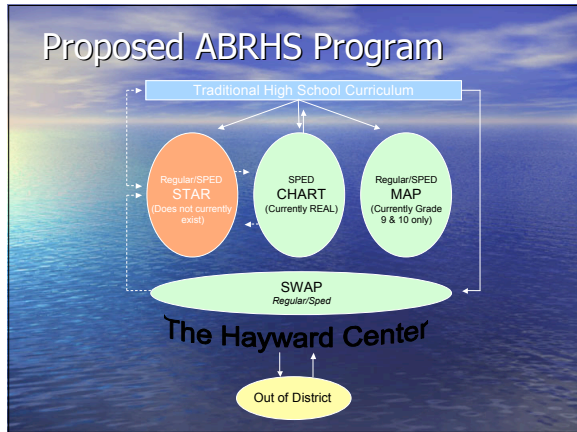 Proposed ABRHS Program
Traditional High School Curriculum
Regular/SPED
STAR
(Does not currently
exist)
SPED
CHART
(Currently REAL)
Regular/SPED
MAP
(Currently Grade
9 & 10 only)
SWAP
Regular/Sped
The Hayward Center
Out of District